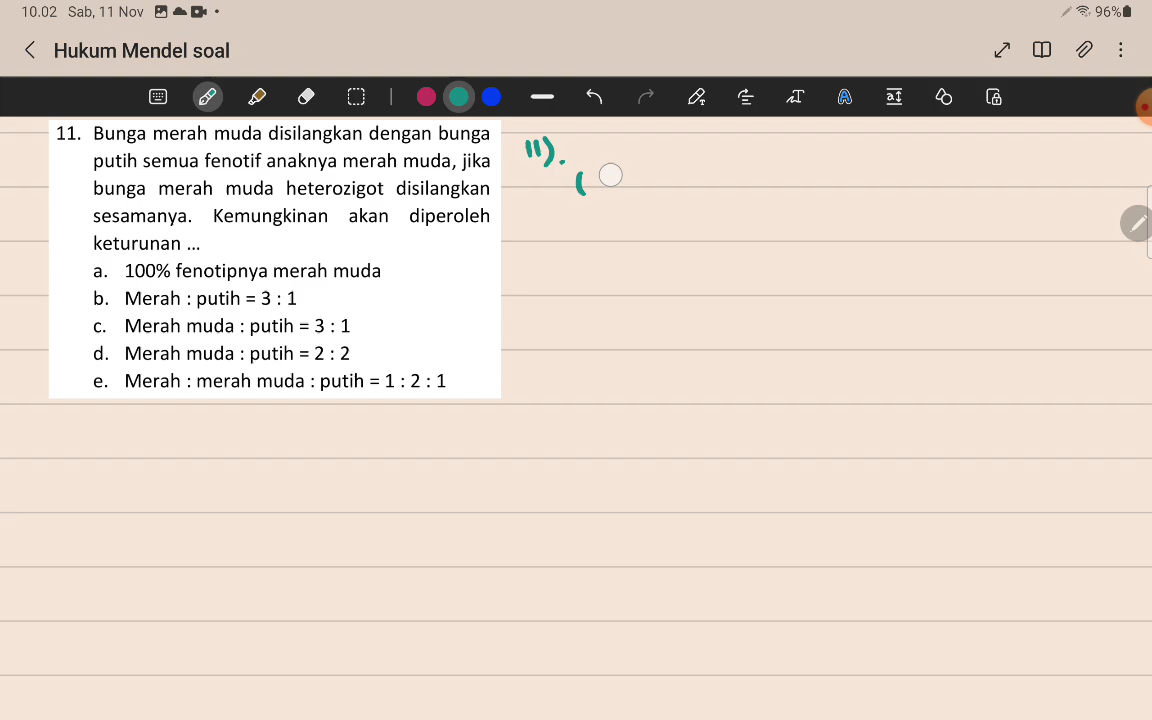 10.02 Sab, 11 Nov
96%
Hukum Mendel soal
11. Bunga merah muda disilangkan dengan bunga
putih semua fenotif anaknya merah muda, jika
bunga merah muda heterozigot disilangkan
sesamanya. Kemungkinan akan diperoleh
keturunan ...
a. 100% fenotipnya merah muda
b. Merah : putih = 3 : 1
c. Merah muda : putih = 3 : 1
d. Merah muda : putih = 2 : 2
e. Merah : merah muda : putih = 1 : 2 : 1
11).
(